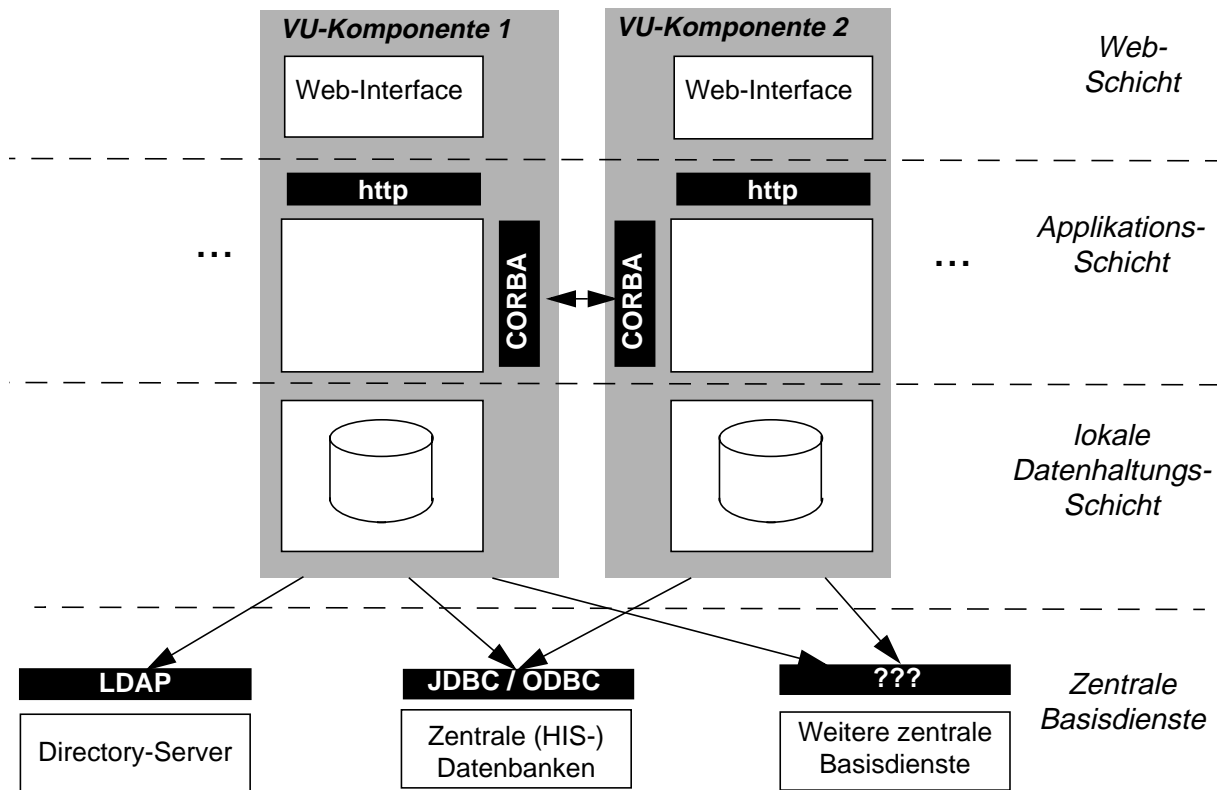 VU-Komponente 1
VU-Komponente 2
Web-
Schicht
Web-Interface
Web-Interface
http
http
...
CORBA
CORBA
...
Applikations-
Schicht
lokale
Datenhaltungs-
Schicht
LDAP
JDBC / ODBC
???
Zentrale
Basisdienste
Directory-Server
Zentrale (HIS-)
Datenbanken
Weitere zentrale
Basisdienste